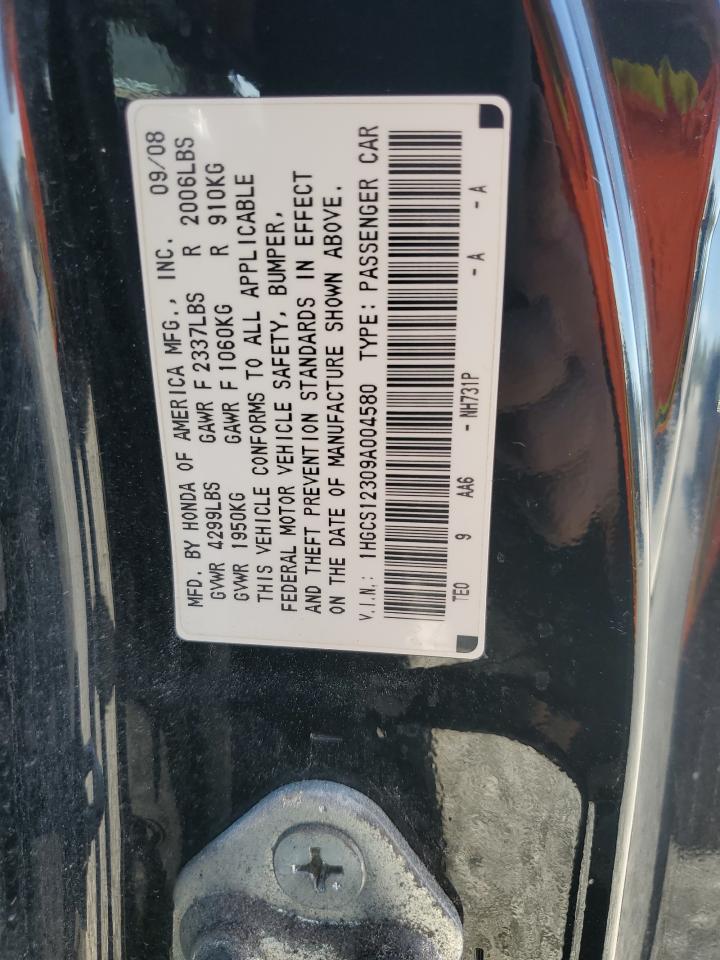 MFD. BY HONDA OF AMERICA MFG., INC. 09/08
GVWR 4299LBS GAWR F 2337LBS R 2006LBS
GVWR 1950KG GAWR F 1060KG R 910KG
THIS VEHICLE CONFORMS TO ALL APPLICABLE
FEDERAL MOTOR VEHICLE SAFETY, BUMPER,
AND THEFT PREVENTION STANDARDS IN EFFECT
ON THE DATE OF MANUFACTURE SHOWN ABOVE.
V.I.N.: 1HGCS12309A004580 TYPE: PASSENGER CAR
TE0 9 AA6 - NH731P - A - A